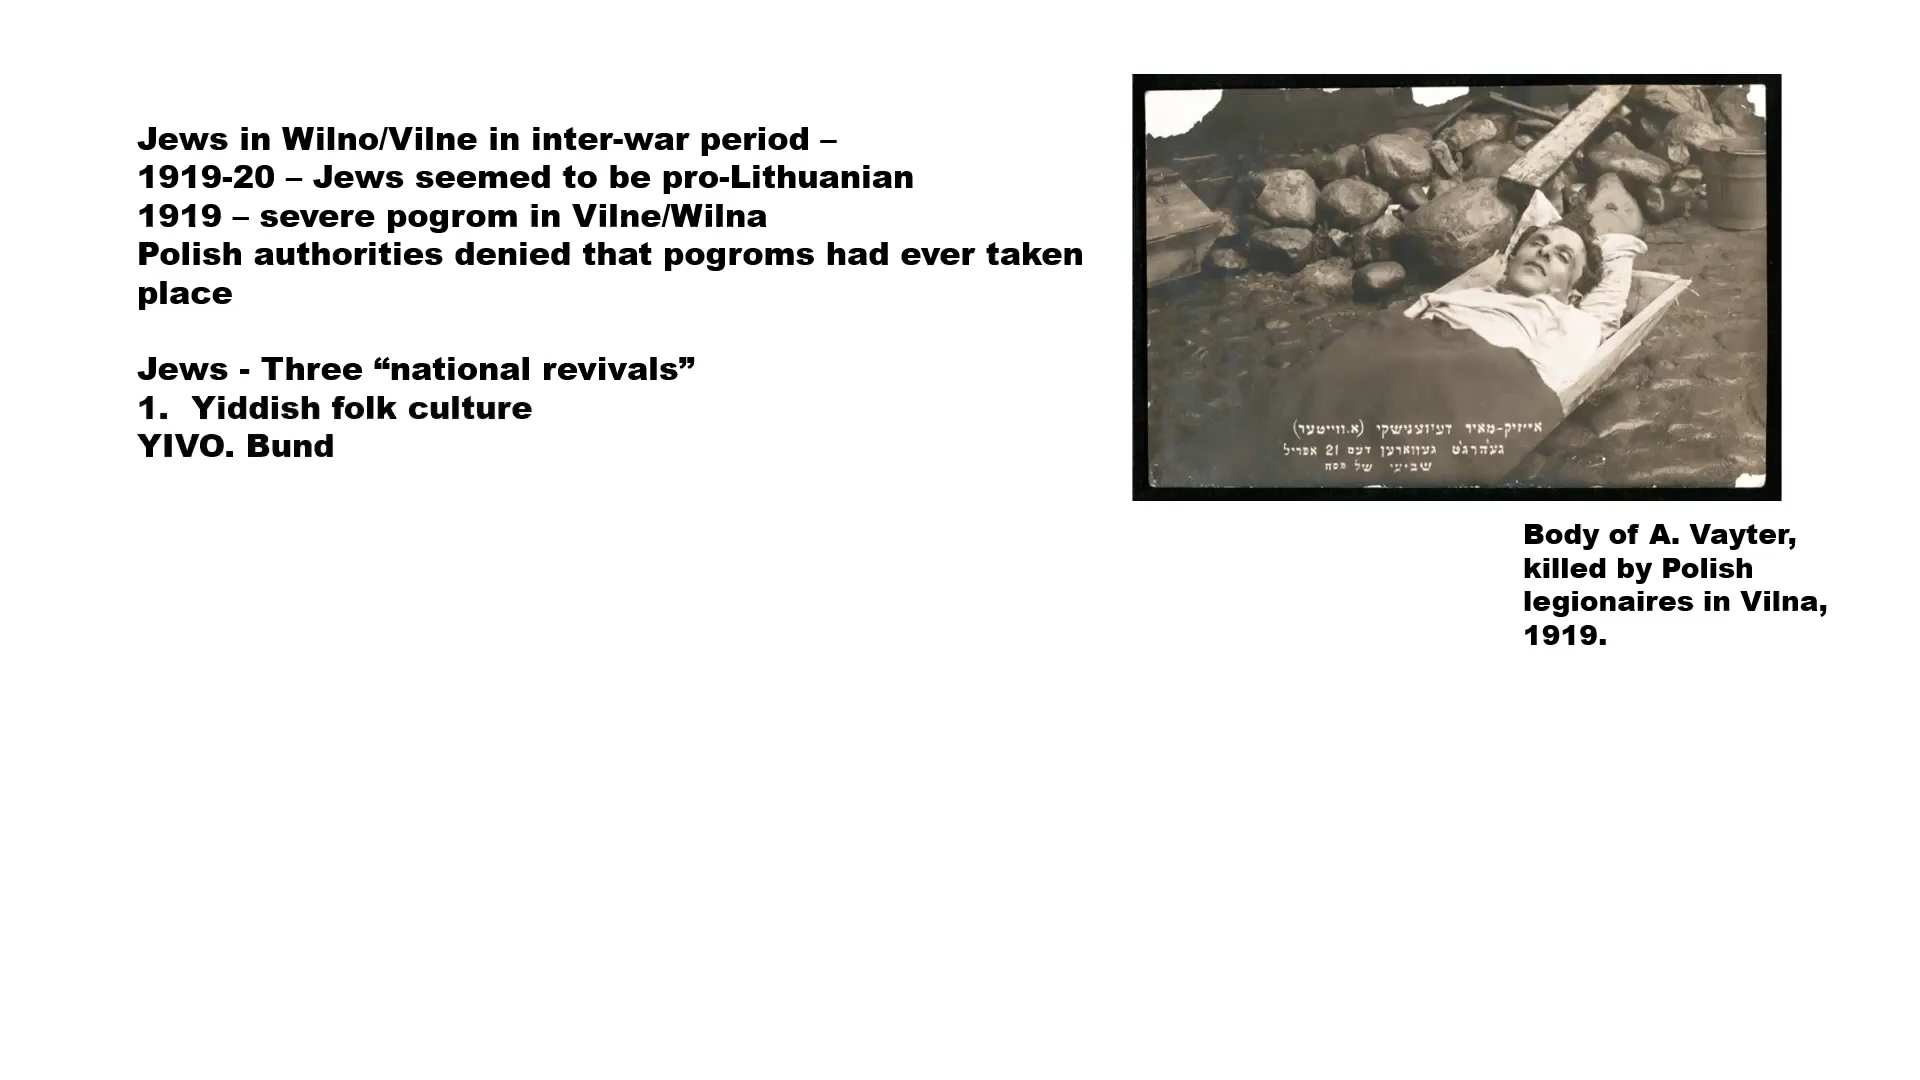 Jews in Wilno/Vilne in inter-war period –
1919-20 – Jews seemed to be pro-Lithuanian
1919 – severe pogrom in Vilne/Wilna
Polish authorities denied that pogroms had ever taken
place
Jews - Three “national revivals”
1. Yiddish folk culture
YIVO. Bund
אייזיק-מאיר דעיוצנישקי (א.ווייטער)
געהרגט געווארען דעם 21 אפריל
שביעי של פסח
Body of A. Vayter,
killed by Polish
legionaires in Vilna,
1919.